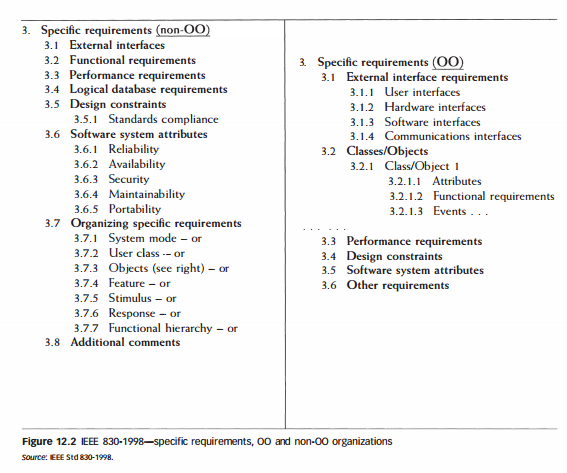 3. Specific requirements (non-OO)
3.1 External interfaces
3.2 Functional requirements
3.3 Performance requirements
3.4 Logical database requirements
3.5 Design constraints
3.5.1 Standards compliance
3.6 Software system attributes
3.6.1 Reliability
3.6.2 Availability
3.6.3 Security
3.6.4 Maintainability
3.6.5 Portability
3.7 Organizing specific requirements
3.7.1 System mode – or
3.7.2 User class -- or
3.7.3 Objects (see right) – or
3.7.4 Feature – or
3.7.5 Stimulus – or
3.7.6 Response – or
3.7.7 Functional hierarchy – or
3.8 Additional comments
3. Specific requirements (OO)
3.1 External interface requirements
3.1.1 User interfaces
3.1.2 Hardware interfaces
3.1.3 Software interfaces
3.1.4 Communications interfaces
3.2 Classes/Objects
3.2.1 Class/Object 1
3.2.1.1 Attributes
3.2.1.2 Functional requirements
3.2.1.3 Events . . .
. . . . . .
3.3 Performance requirements
3.4 Design constraints
3.5 Software system attributes
3.6 Other requirements
Figure 12.2 IEEE 830-1998—specific requirements, OO and non-OO organizations
Source: IEEE Std 830-1998.